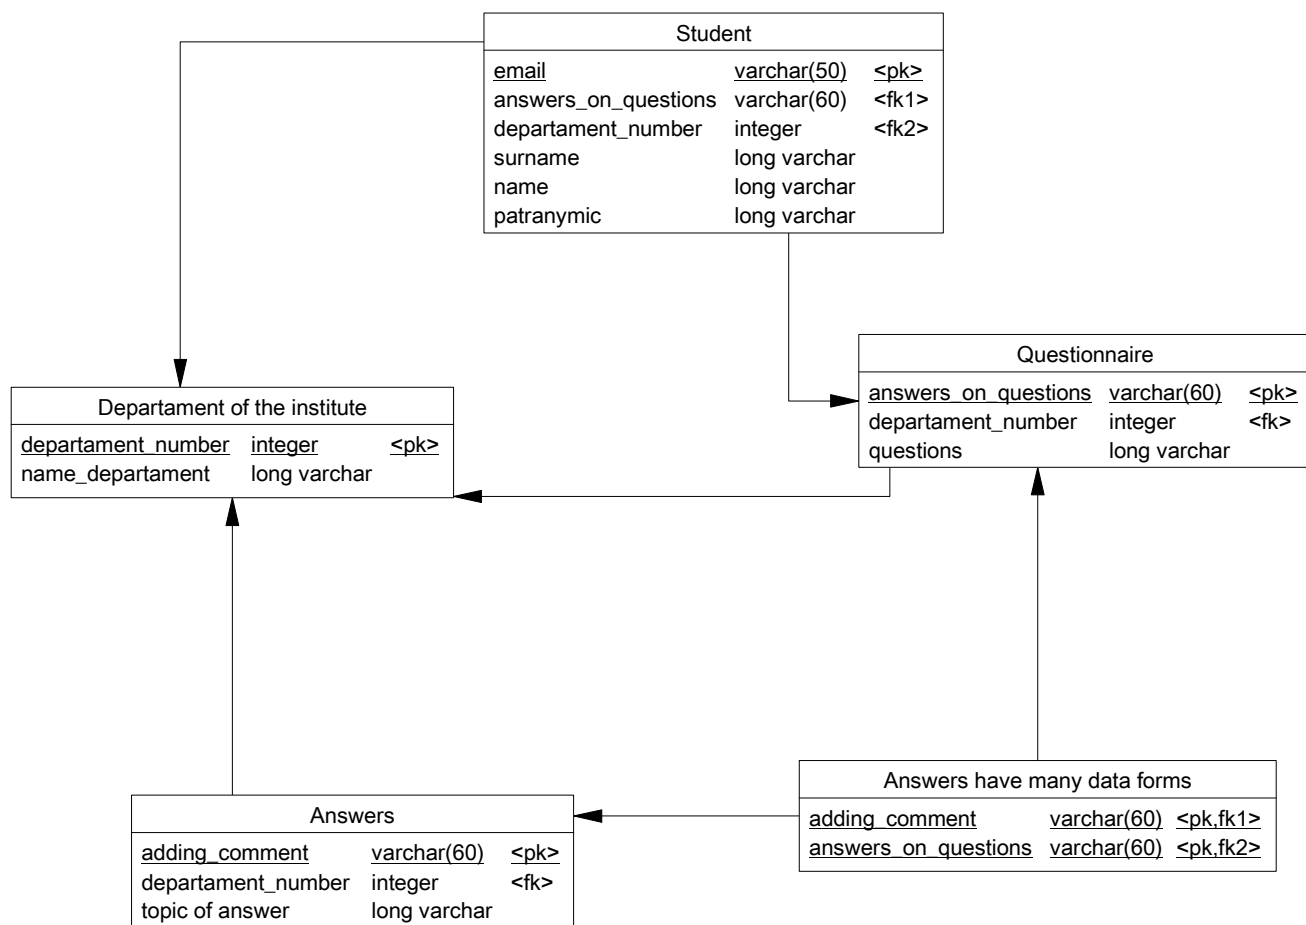 Student
email varchar(50) <pk>
answers_on_questions varchar(60) <fk1>
departament_number integer <fk2>
surname long varchar
name long varchar
patranymic long varchar
Questionnaire
answers_on_questions varchar(60) <pk>
departament_number integer <fk>
questions long varchar
Departament of the institute
departament_number integer <pk>
name_departament long varchar
Answers have many data forms
adding_comment varchar(60) <pk,fk1>
answers_on_questions varchar(60) <pk,fk2>
Answers
adding_comment varchar(60) <pk>
departament_number integer <fk>
topic of answer long varchar